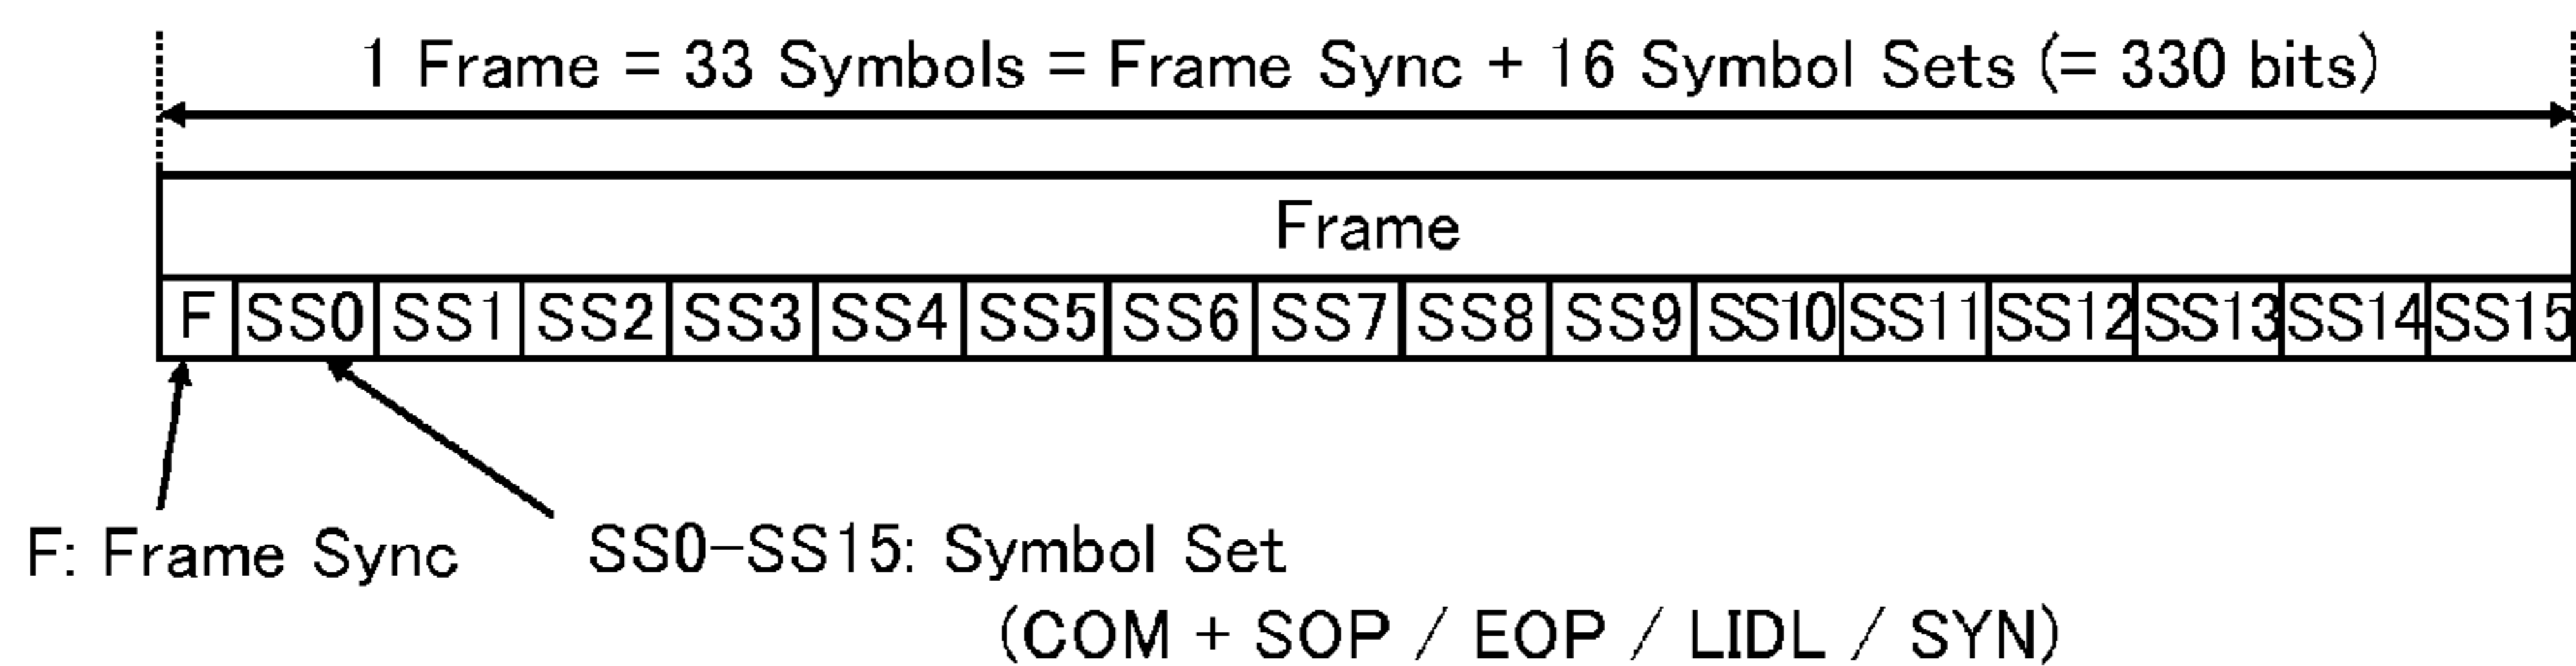 1 Frame = 33 Symbols = Frame Sync + 16 Symbol Sets (= 330 bits)
Frame
F SS0 SS1 SS2 SS3 SS4 SS5 SS6 SS7 SS8 SS9 SS10 SS11 SS12 SS13 SS14 SS15
F: Frame Sync
SS0-SS15: Symbol Set
(COM + SOP / EOP / LIDL / SYN)